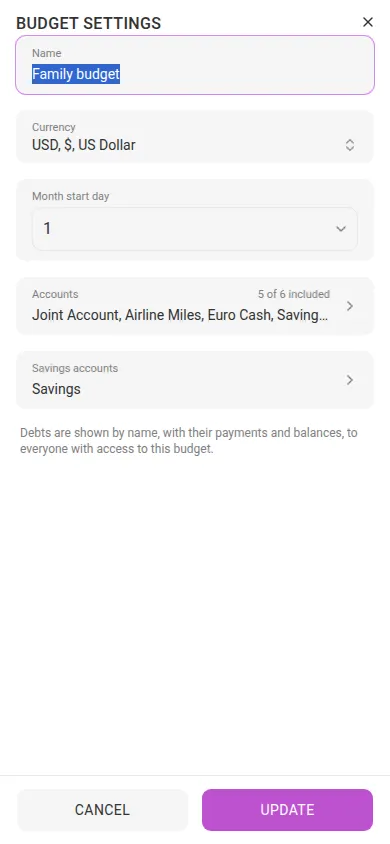 BUDGET SETTINGS
Name
Family budget
Currency
USD, $, US Dollar
Month start day
1
Accounts
5 of 6 included
Joint Account, Airline Miles, Euro Cash, Saving...
Savings accounts
Savings
Debts are shown by name, with their payments and balances, to
everyone with access to this budget.
CANCEL
UPDATE